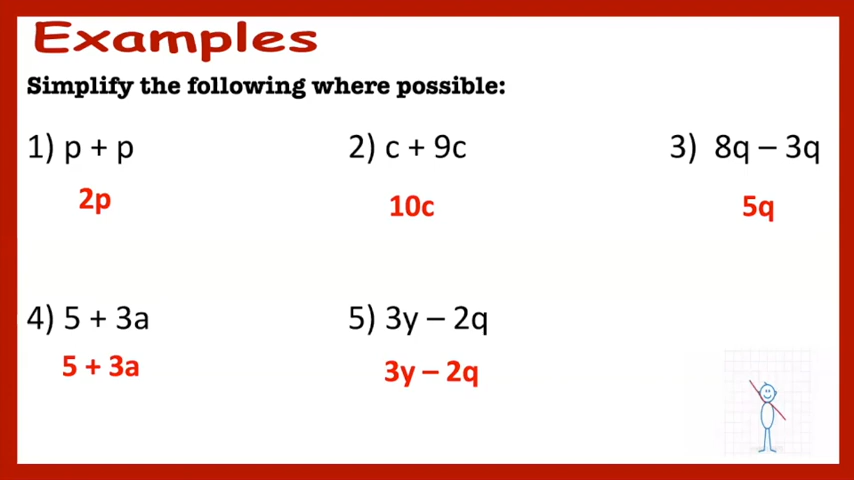 Examples
Simplify the following where possible:
1) p + p
2p
2) c + 9c
10c
3) 8q – 3q
5q
4) 5 + 3a
5 + 3a
5) 3y – 2q
3y – 2q